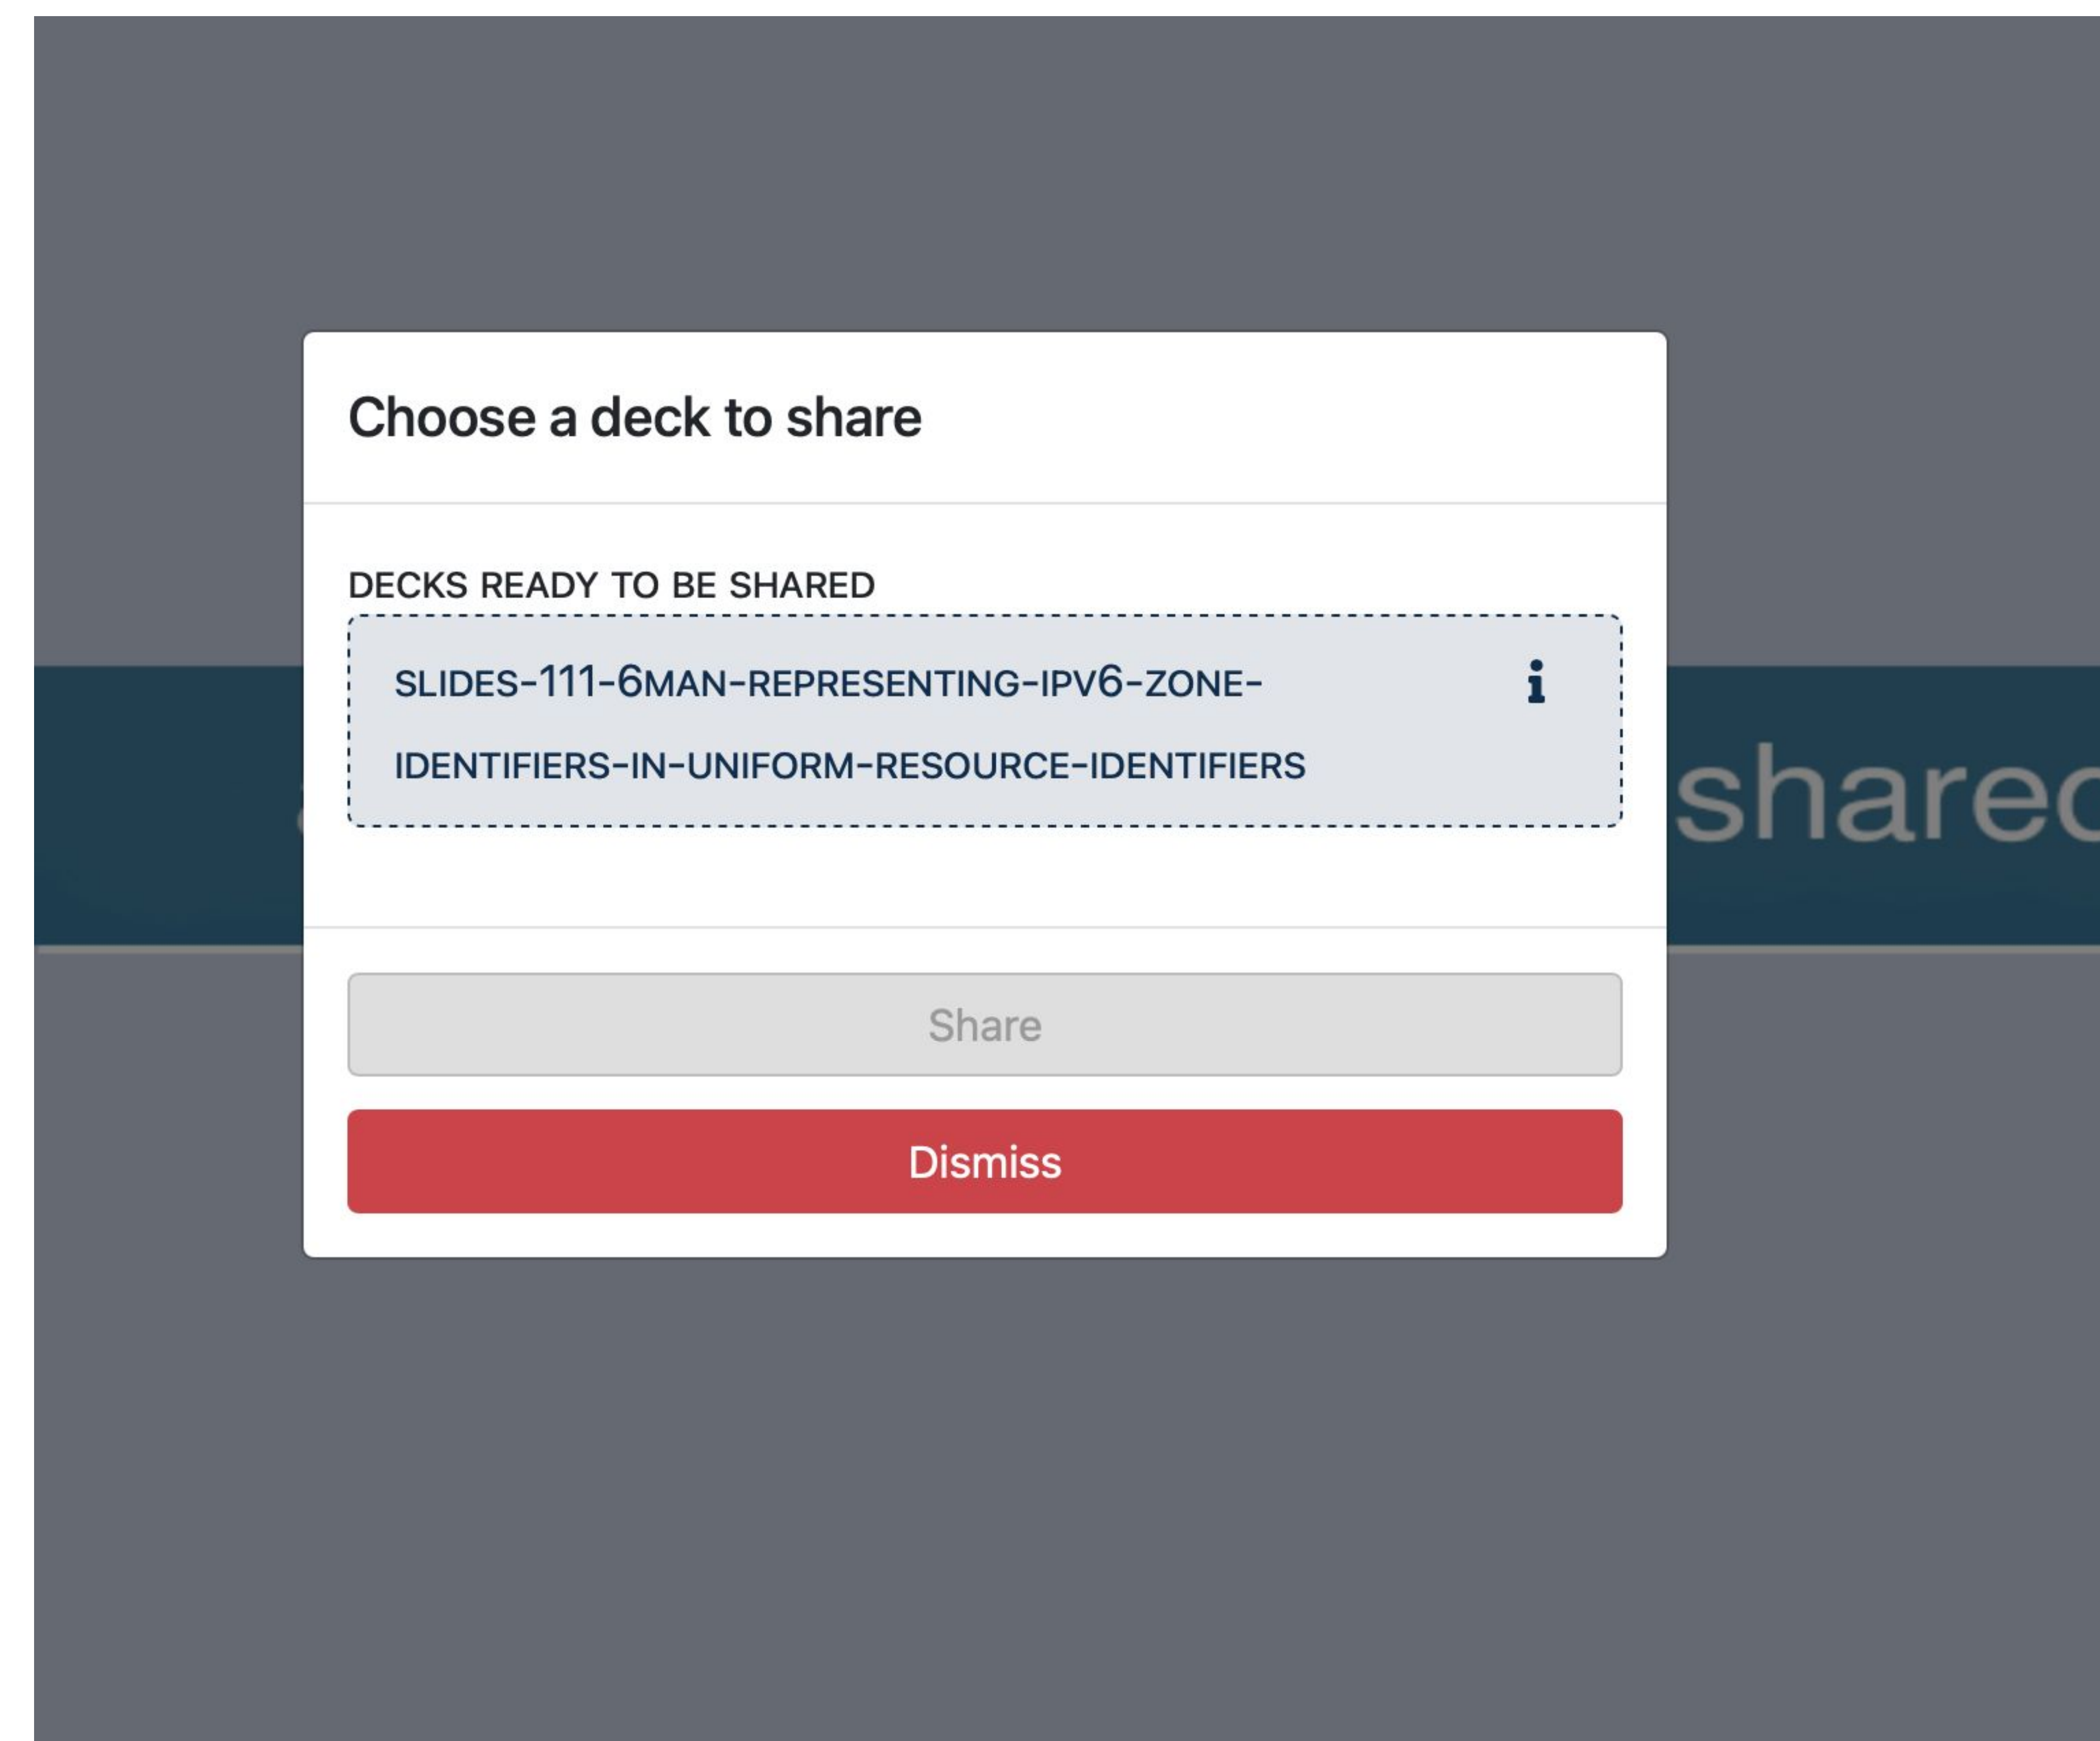 Choose a deck to share
DECKS READY TO BE SHARED
SLIDES-111-6MAN-REPRESENTING-IPV6-ZONE-
IDENTIFIERS-IN-UNIFORM-RESOURCE-IDENTIFIERS
Share
Dismiss